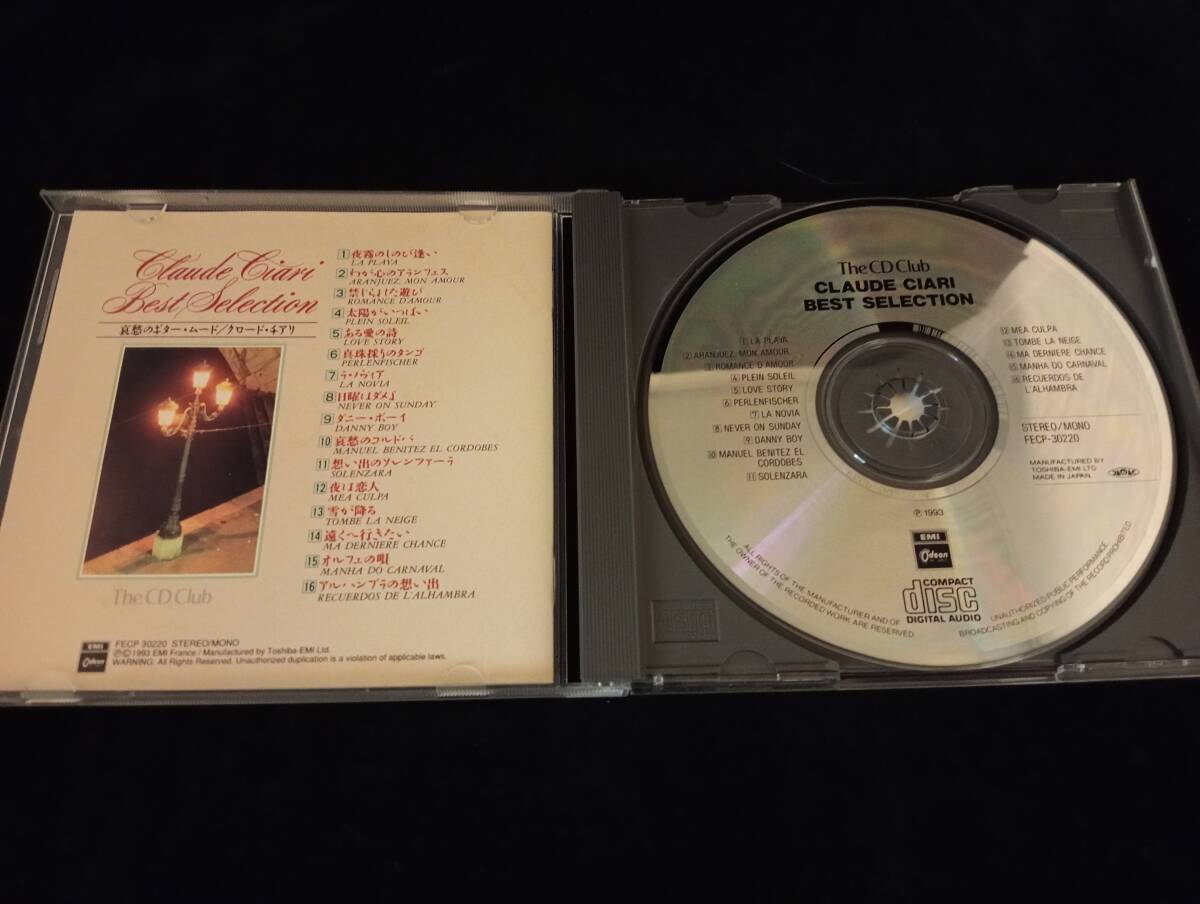 Claude Ciari
Best Selection
哀愁のギター・ムード/クロード・チアリ
1 夜霧のしのび逢い
LA PLAYA
2 わが心のアランフェス
ARANJUEZ, MON AMOUR
3 禁じられた遊び
ROMANCE D'AMOUR
4 太陽がいっぱい
PLEIN SOLEIL
5 ある愛の詩
LOVE STORY
6 真珠採りのタンゴ
PERLENFISCHER
7 ラ・ノヴィア
LA NOVIA
8 日曜はダメよ
NEVER ON SUNDAY
9 ダニー・ボーイ
DANNY BOY
10 哀愁のコルドバ
MANUEL BENITEZ EL CORDOBES
11 想い出のソレンツァーラ
SOLENZARA
12 夜は恋人
MEA CULPA
13 雪が降る
TOMBE LA NEIGE
14 遠くへ行きたい
MA DERNIERE CHANCE
15 オルフェの唄
MANHA DO CARNAVAL
16 アルハンブラの想い出
RECUERDOS DE L'ALHAMBRA
The CD Club
EMI
Odeon
FECP 30220 STEREO/MONO
ⓅⒸ1993 EMI France / Manufactured by Toshiba-EMI Ltd.
WARNING: All Rights Reserved. Unauthorized duplication is a violation of applicable laws.
The CD Club
CLAUDE CIARI
BEST SELECTION
1 LA PLAYA
2 ARANJUEZ, MON AMOUR
3 ROMANCE D'AMOUR
4 PLEIN SOLEIL
5 LOVE STORY
6 PERLENFISCHER
7 LA NOVIA
8 NEVER ON SUNDAY
9 DANNY BOY
10 MANUEL BENITEZ EL
CORDOBES
11 SOLENZARA
12 MEA CULPA
13 TOMBE LA NEIGE
14 MA DERNIERE CHANCE
15 MANHA DO CARNAVAL
16 RECUERDOS DE
L'ALHAMBRA
STEREO/MONO
FECP-30220
MANUFACTURED BY
TOSHIBA-EMI LTD.
MADE IN JAPAN
Ⓟ1993
EMI
Odeon
COMPACT
disc
DIGITAL AUDIO
ALL RIGHTS OF THE MANUFACTURER AND OF
THE OWNER OF THE RECORDED WORK ARE RESERVED.
UNAUTHORIZED PUBLIC PERFORMANCE
BROADCASTING AND COPYING OF THE RECORD PROHIBITED